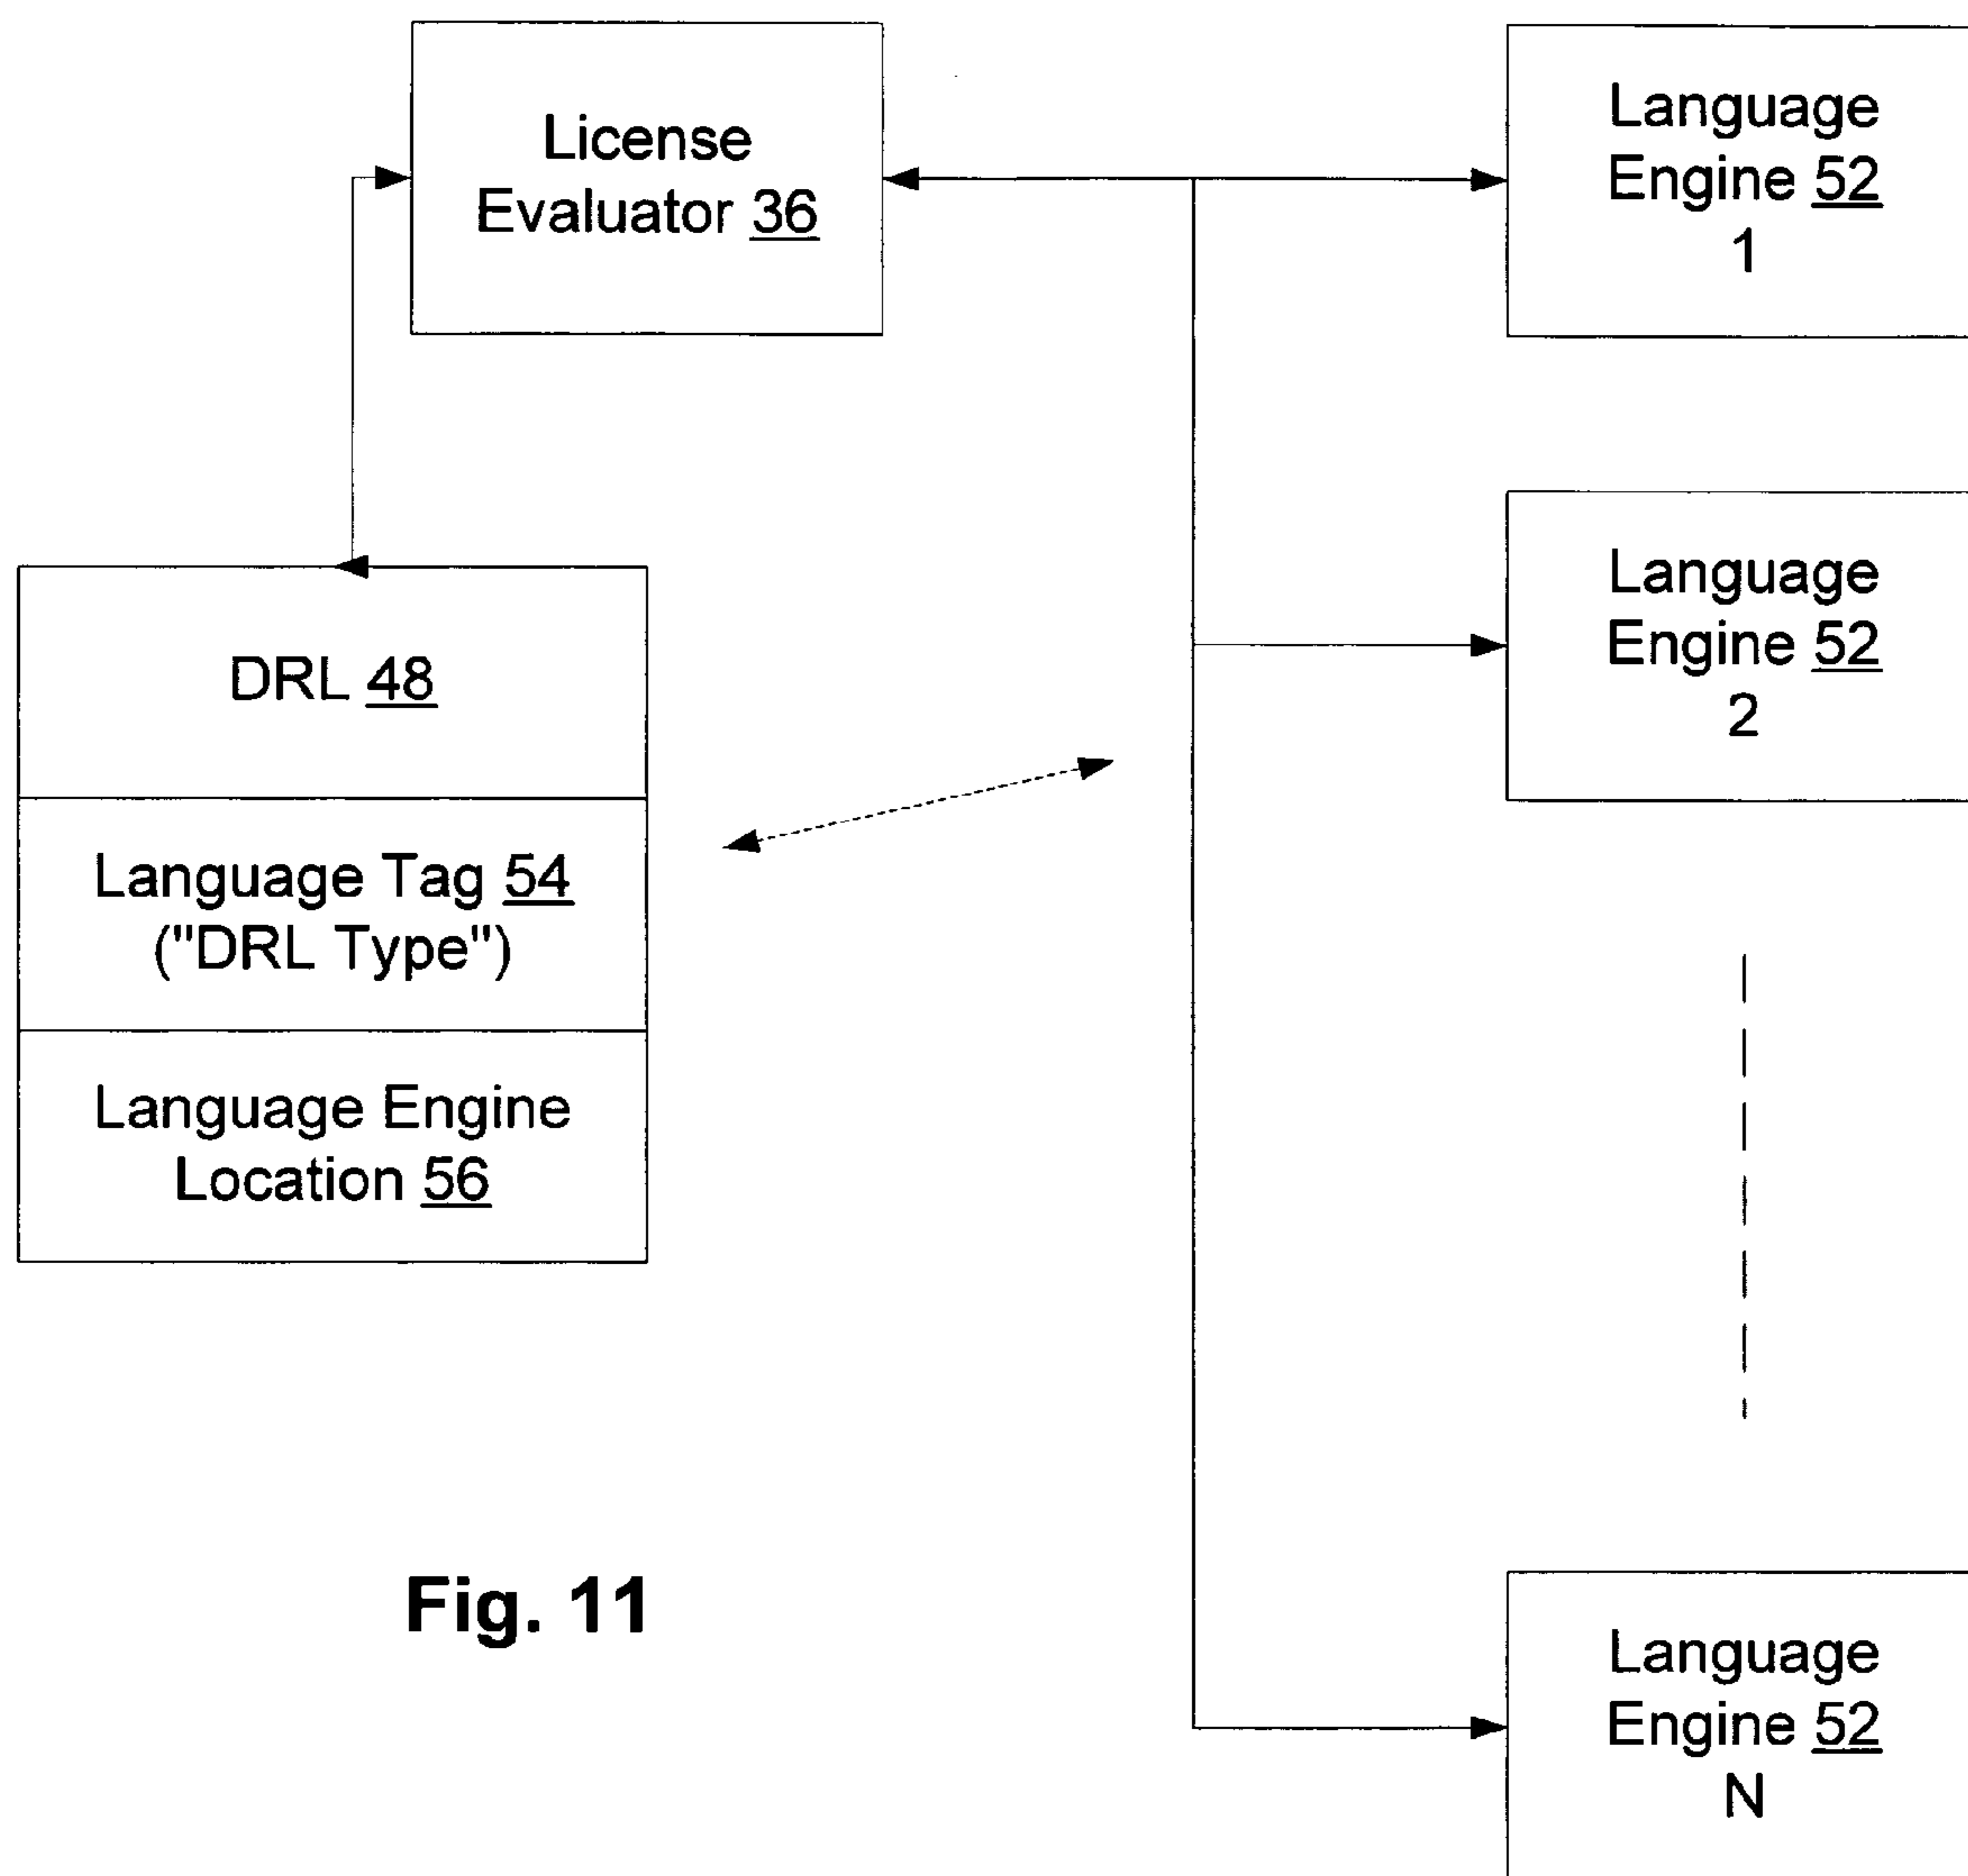 License
Evaluator 36
Language
Engine 52
1
Language
Engine 52
2
DRL 48
Language Tag 54
("DRL Type")
Language Engine
Location 56
Fig. 11
Language
Engine 52
N